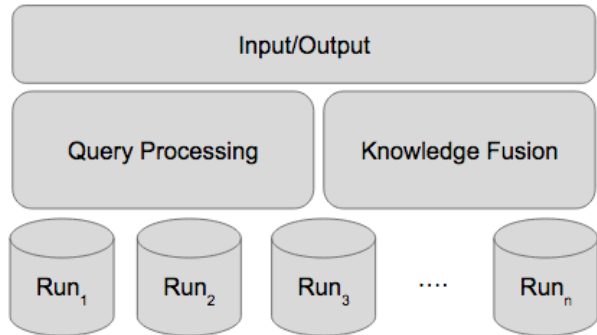 Input/Output
Query Processing
Knowledge Fusion
Run₁
Run₂
Run₃
....
Runₙ